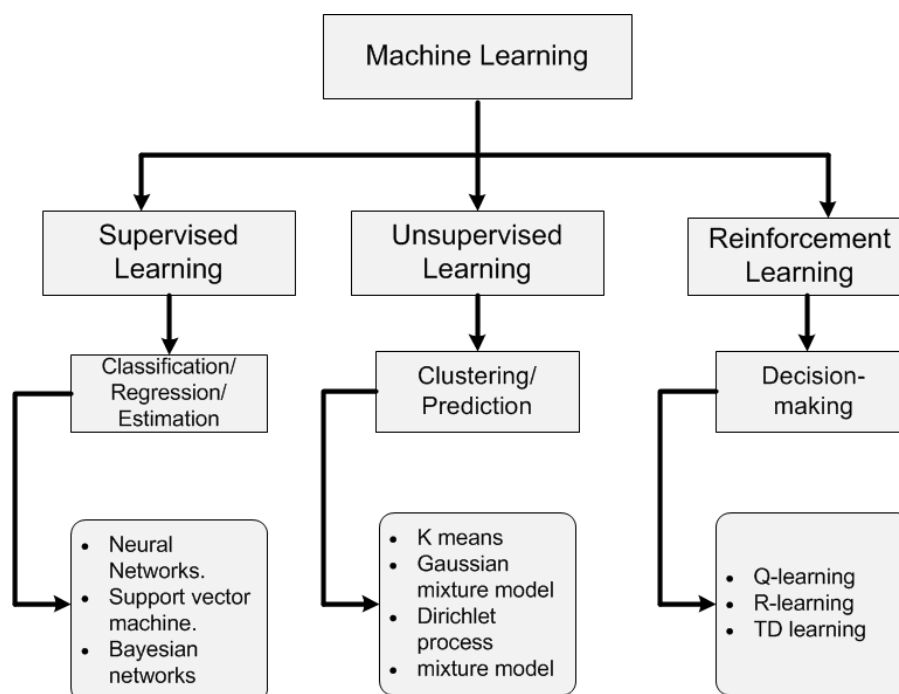 Machine Learning
Supervised
Learning
Unsupervised
Learning
Reinforcement
Learning
Classification/
Regression/
Estimation
Clustering/
Prediction
Decision-
making
• Neural
Networks.
• Support vector
machine.
• Bayesian
networks
• K means
• Gaussian
mixture model
• Dirichlet
process
• mixture model
• Q-learning
• R-learning
• TD learning